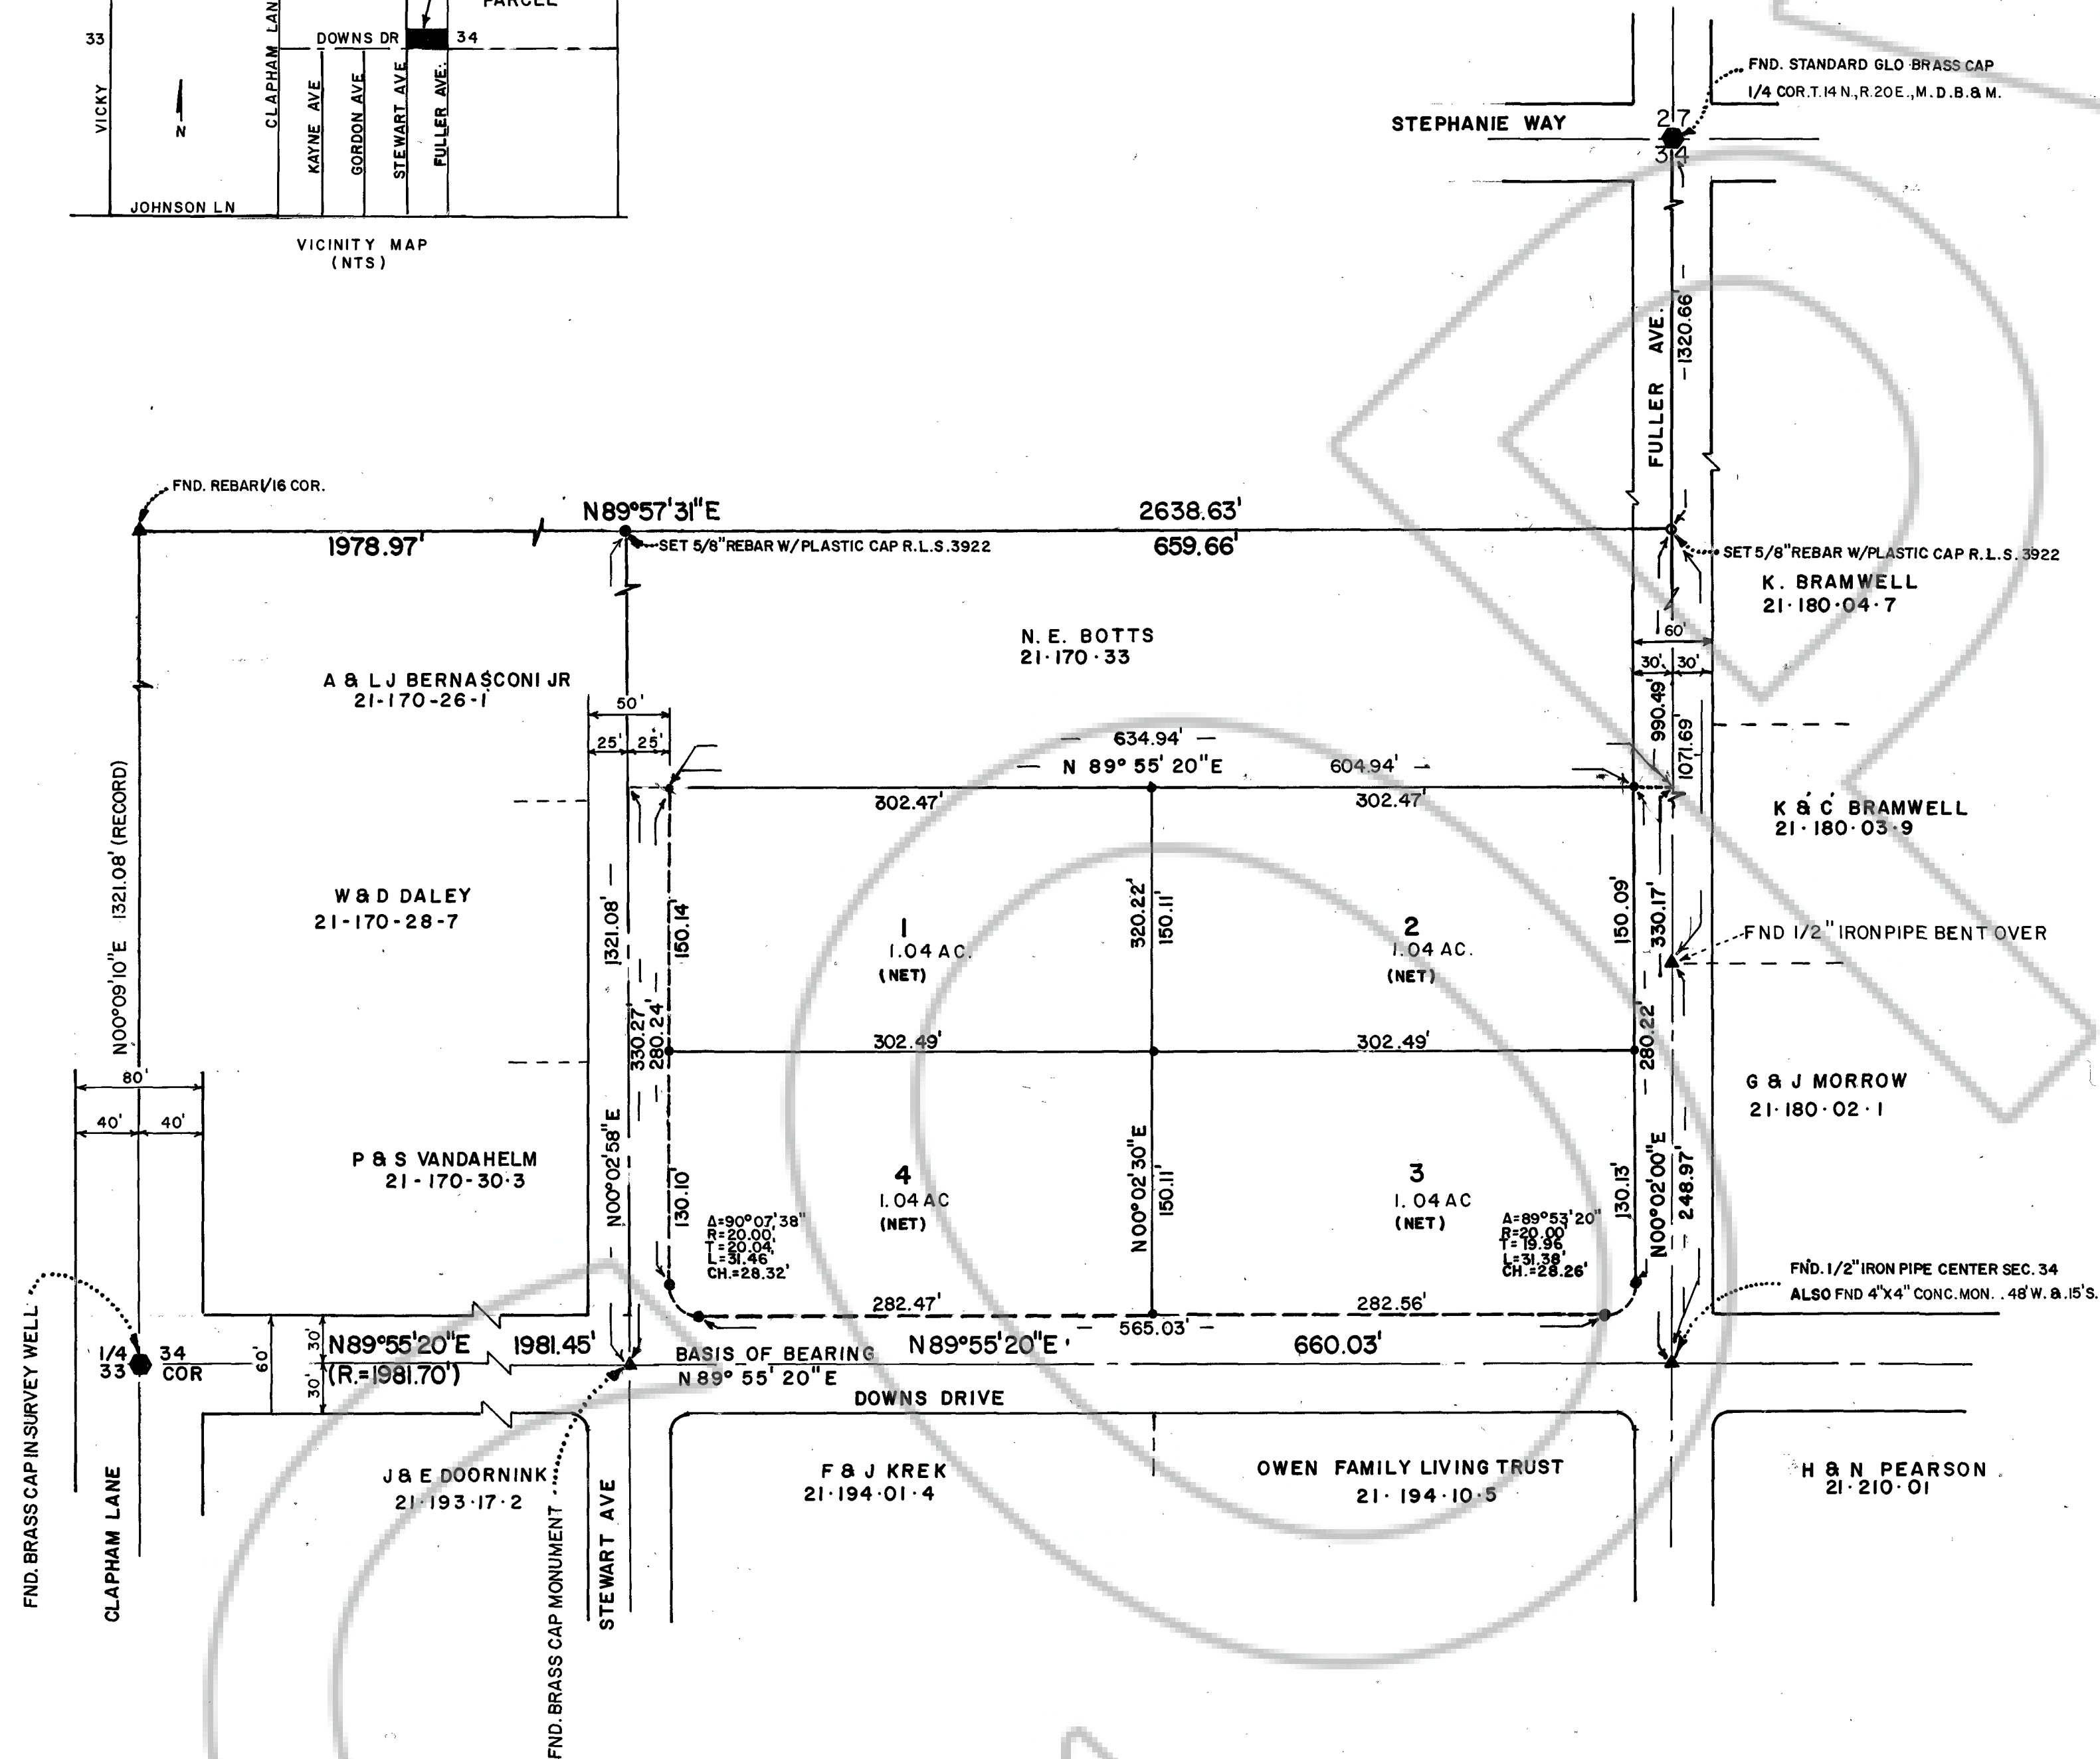 PARCEL
33
VICKY
N
CLAPHAM LAN
DOWNS DR
34
KAYNE AVE
GORDON AVE
STEWART AVE
FULLER AVE.
JOHNSON LN
VICINITY MAP
(NTS)
FND. STANDARD GLO BRASS CAP
1/4 COR.T.14 N.,R.20E.,M.D.B.& M.
STEPHANIE WAY
27
34
FULLER AVE.
1320.66'
FND. REBAR 1/16 COR.
N89°57'31"E
2638.63'
1978.97'
659.66'
SET 5/8" REBAR W/PLASTIC CAP R.L.S.3922
SET 5/8" REBAR W/PLASTIC CAP R.L.S.3922
K. BRAMWELL
21·180·04·7
N.E. BOTTS
21·170·33
A & LJ BERNASCONI JR
21-170-26-1
60'
30' 30'
990.49'
1071.69'
50'
25' 25'
634.94'
N 89° 55' 20"E
604.94'
302.47'
302.47'
N00°09'10"E 1321.08' (RECORD)
K & C BRAMWELL
21·180·03·9
W & D DALEY
21-170-28-7
1321.08'
150.14'
1
1.04 AC.
(NET)
320.22'
150.11'
2
1.04 AC.
(NET)
150.09'
330.17'
FND 1/2" IRON PIPE BENT OVER
330.27'
280.24'
302.49'
302.49'
280.22'
80'
40' 40'
G & J MORROW
21·180·02·1
P & S VANDAHELM
21-170-30·3
N00°02'58"E
130.10'
4
1.04 AC
(NET)
N00°02'30"E
150.11'
3
1.04 AC
(NET)
130.13'
N00°02'00"E
248.97'
Δ=90°07'38"
R=20.00'
T=20.04'
L=31.46'
CH.=28.32'
Δ=89°53'20"
R=20.00'
T=19.96
L=31.38'
CH.=28.26'
FND. 1/2" IRON PIPE CENTER SEC. 34
ALSO FND 4"X4" CONC. MON. .48'W. & .15'S.
282.47'
282.56'
565.03'
FND. BRASS CAP IN SURVEY WELL
1/4 34
33 COR
60'
30'
30'
N89°55'20"E
1981.45'
(R.=1981.70')
BASIS OF BEARING
N 89° 55' 20"E
N89°55'20"E
660.03'
DOWNS DRIVE
CLAPHAM LANE
J & E DOORNINK
21·193·17·2
FND. BRASS CAP MONUMENT
STEWART AVE
F & J KREK
21·194·01·4
OWEN FAMILY LIVING TRUST
21·194·10·5
H & N PEARSON
21·210·01